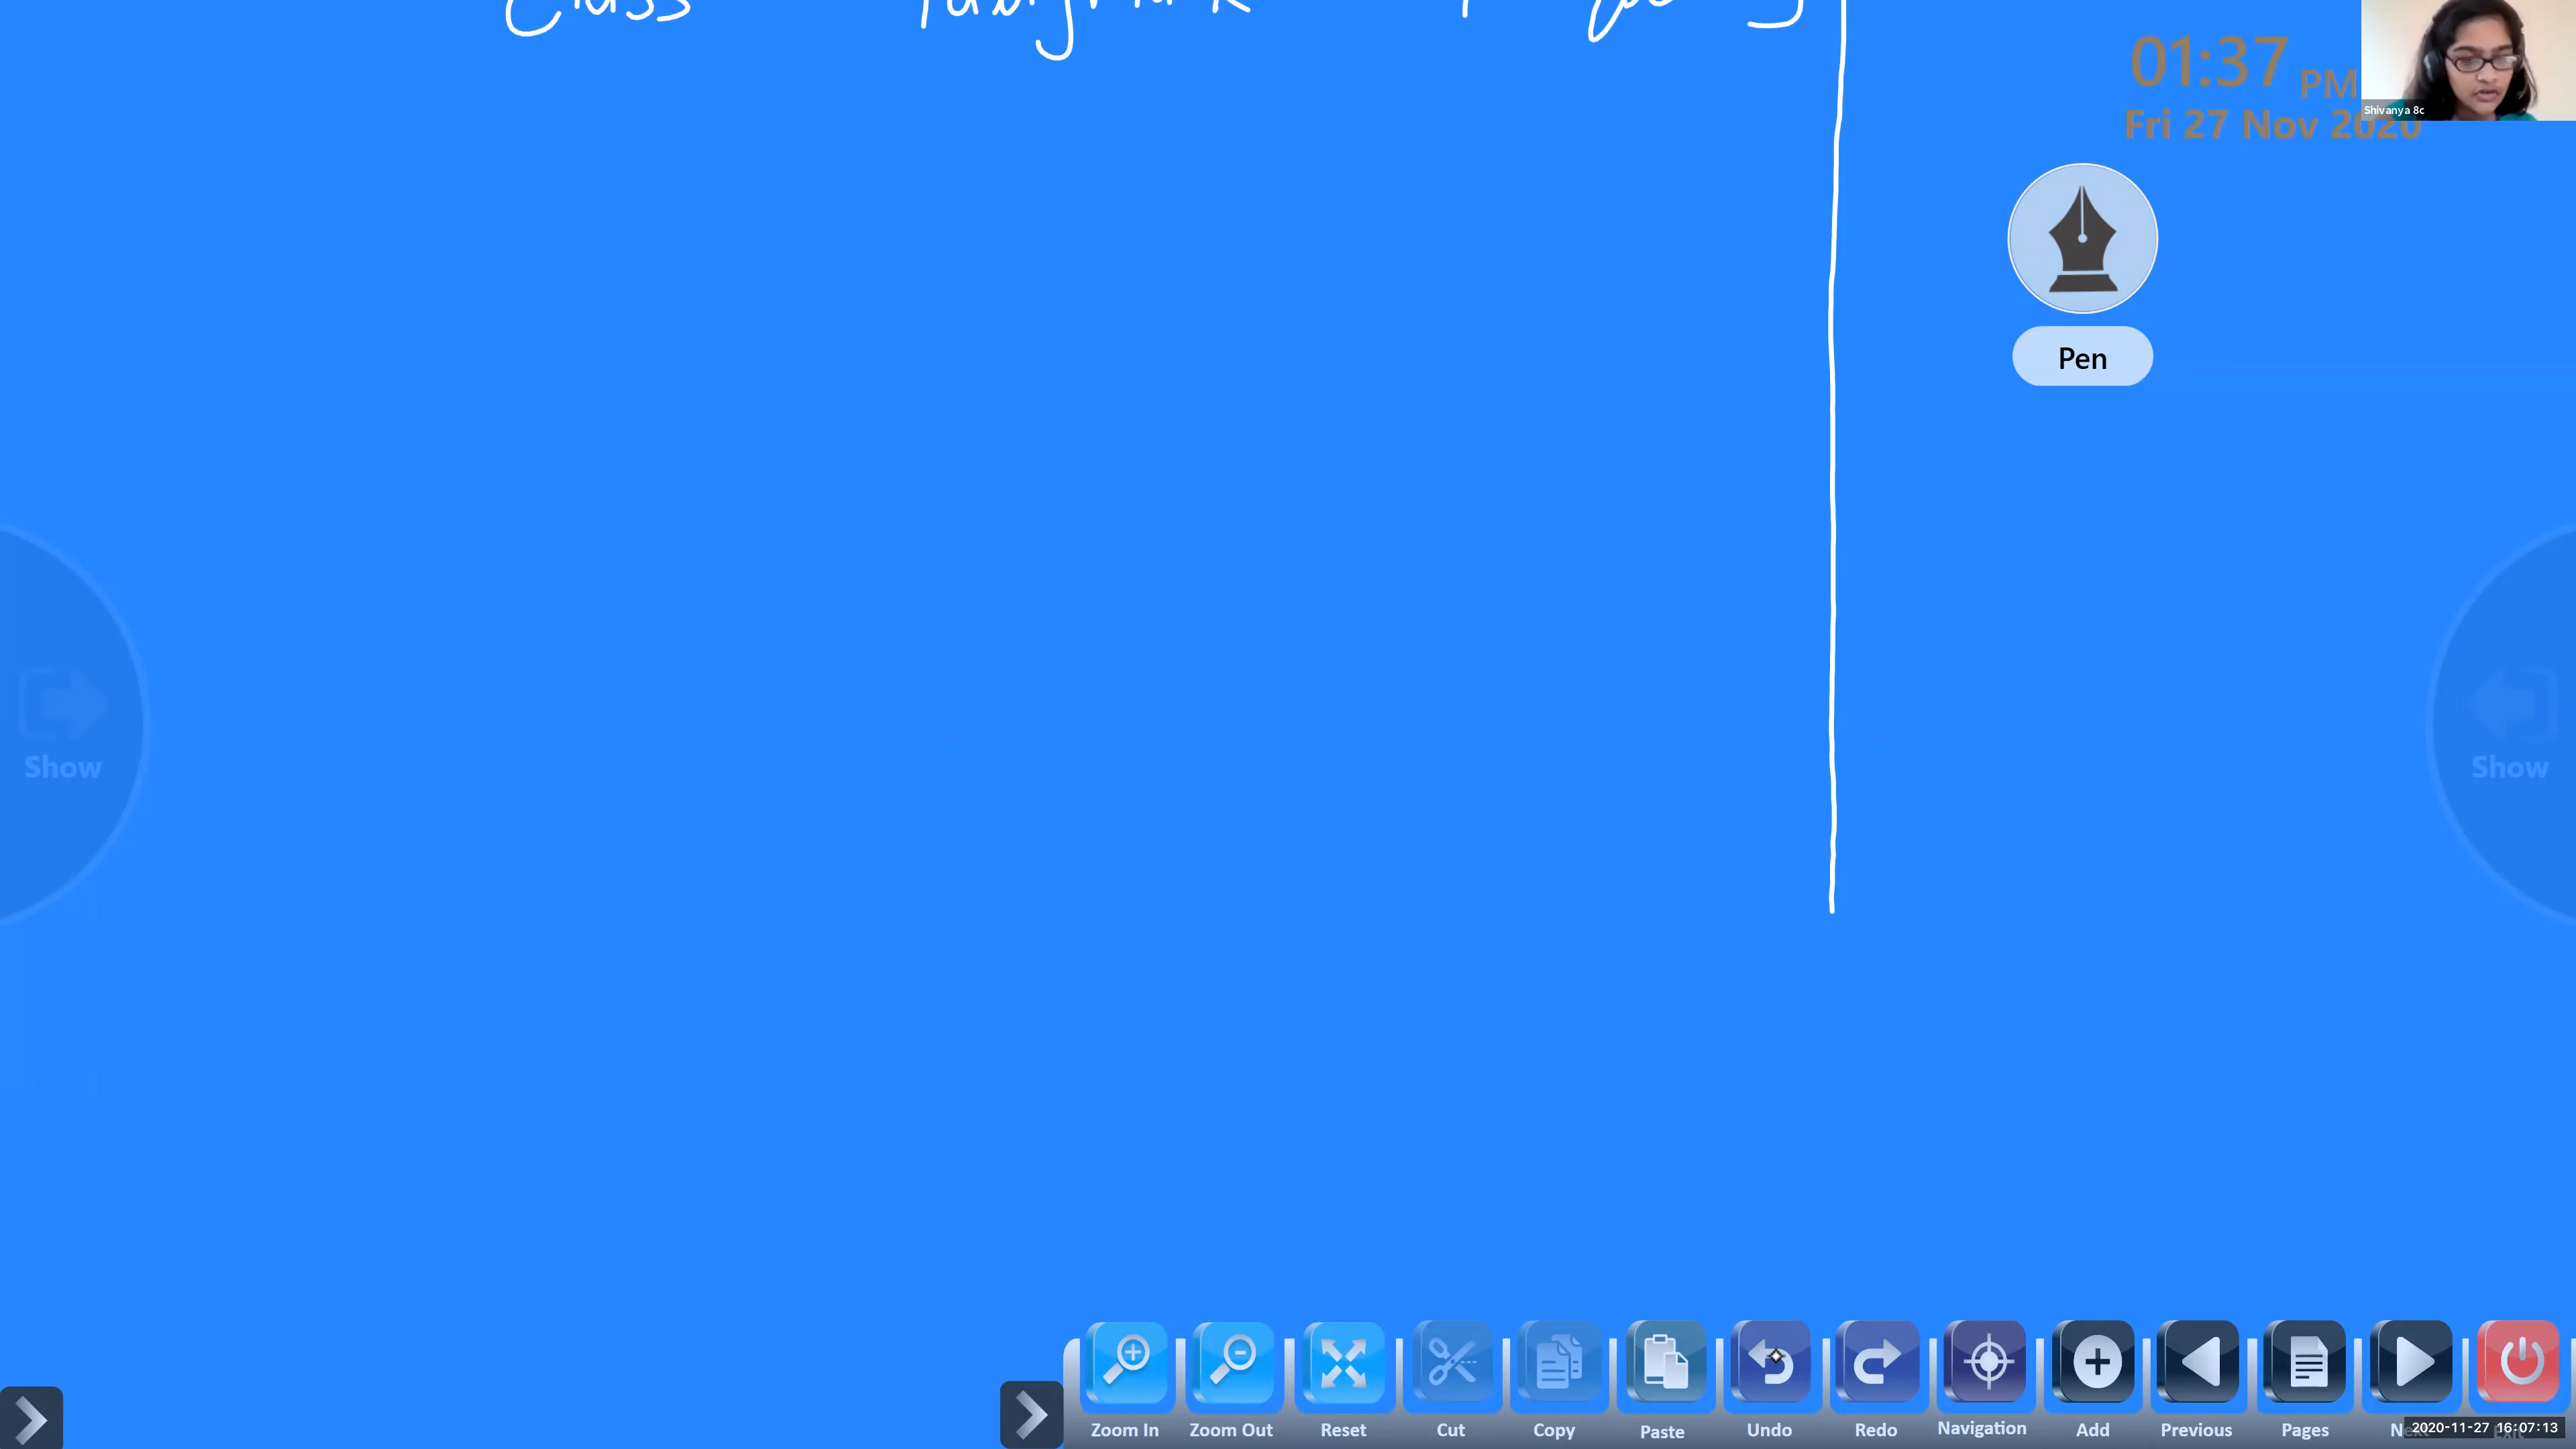 class
01:37 PM
Shivanya 8c
Fri 27 Nov 2020
Pen
Show
Show
Zoom In Zoom Out Reset Cut Copy Paste Undo Redo Navigation Add Previous Pages
2020-11-27 16:07:13